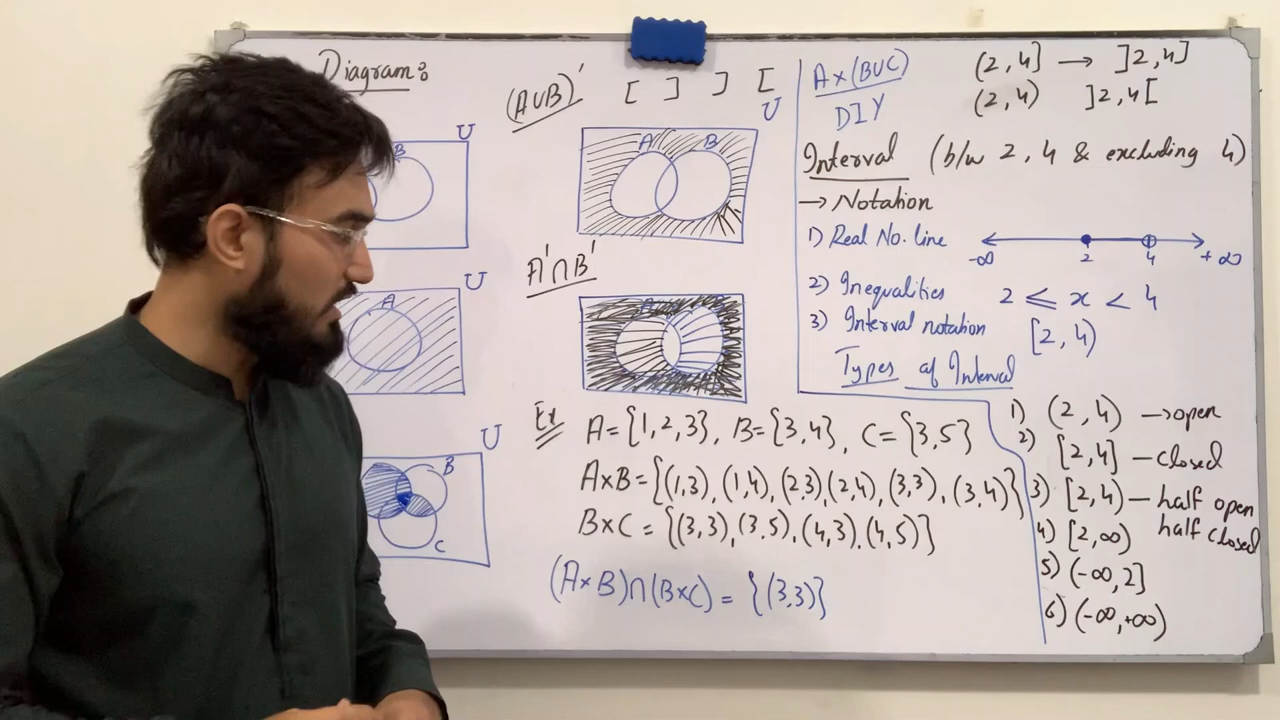 Diagram:
U
B
U
A
U
B
C
(AUB)'
[ ] ] [
U
A B
A'∩B'
Ex A={1,2,3}, B={3,4}, C={3,5}
A×B={(1,3),(1,4),(2,3)(2,4),(3,3),(3,4)}
B×C={(3,3),(3,5),(4,3),(4,5)}
(A×B)∩(B×C)={(3,3)}
A×(BUC)
DIY
(2,4] → ]2,4]
(2,4) ]2,4[
Interval (b/w 2,4 & excluding 4)
→ Notation
1) Real No. line
-∞ 2 4 +∞
2) Inequalities 2 ≤ x < 4
3) Interval notation [2,4)
Types of Interval
1) (2,4) → open
2) [2,4] — closed
3) [2,4) — half open
half closed
4) [2,∞)
5) (-∞,2]
6) (-∞,+∞)